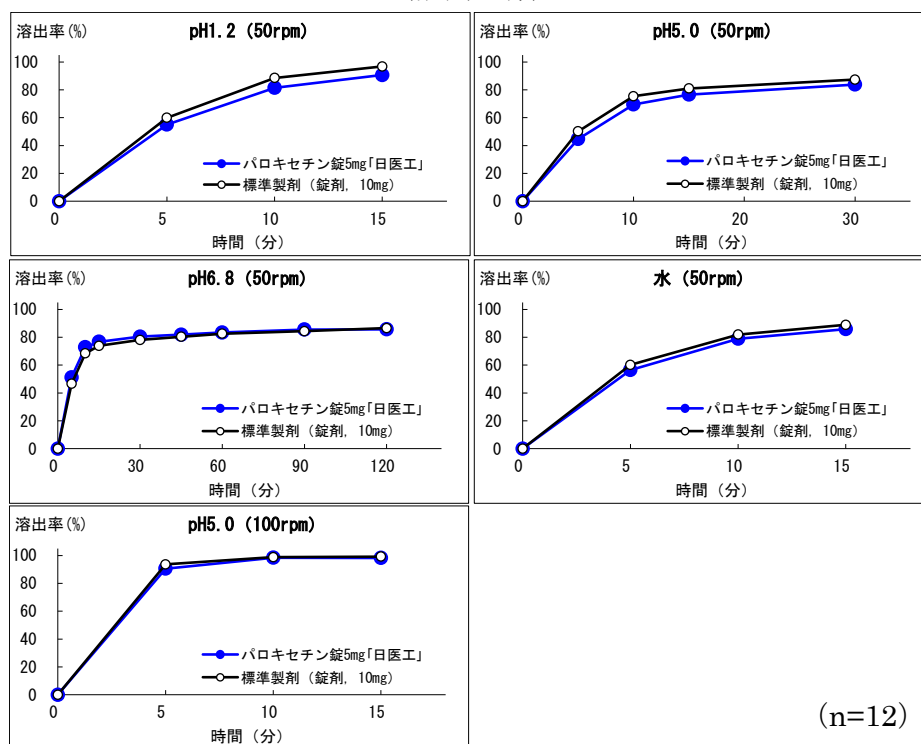 溶出率(%)
pH1.2 (50rpm)
100
80
60
40
20
0
パロキセチン錠5mg「日医工」
標準製剤 (錠剤, 10mg)
0
5
10
15
時間 (分)
溶出率(%)
pH5.0 (50rpm)
100
80
60
40
20
0
パロキセチン錠5mg「日医工」
標準製剤 (錠剤, 10mg)
0
10
20
30
時間 (分)
溶出率(%)
pH6.8 (50rpm)
100
80
60
40
20
0
パロキセチン錠5mg「日医工」
標準製剤 (錠剤, 10mg)
0
30
60
90
120
時間 (分)
溶出率(%)
水 (50rpm)
100
80
60
40
20
0
パロキセチン錠5mg「日医工」
標準製剤 (錠剤, 10mg)
0
5
10
15
時間 (分)
溶出率(%)
pH5.0 (100rpm)
100
80
60
40
20
0
パロキセチン錠5mg「日医工」
標準製剤 (錠剤, 10mg)
0
5
10
15
時間 (分)
(n=12)